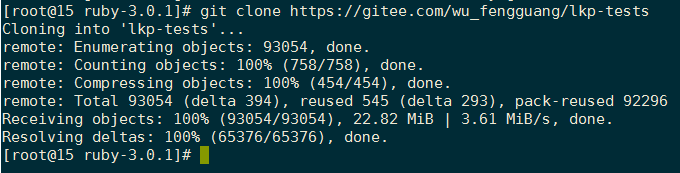 [root@15 ruby-3.0.1]# git clone https://gitee.com/wu_fengguang/lkp-tests
Cloning into 'lkp-tests'...
remote: Enumerating objects: 93054, done.
remote: Counting objects: 100% (758/758), done.
remote: Compressing objects: 100% (454/454), done.
remote: Total 93054 (delta 394), reused 545 (delta 293), pack-reused 92296
Receiving objects: 100% (93054/93054), 22.82 MiB | 3.61 MiB/s, done.
Resolving deltas: 100% (65376/65376), done.
[root@15 ruby-3.0.1]#